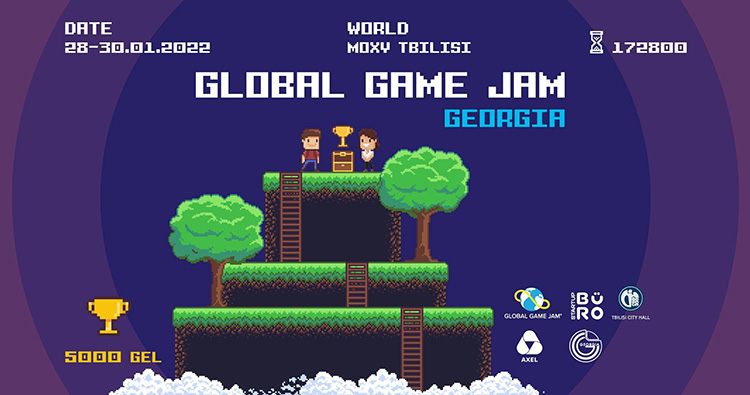 DATE
28-30.01.2022
WORLD
MOXY TBILISI
172800
GLOBAL GAME JAM
GEORGIA
5000 GEL
GLOBAL GAME JAM®
STARTUP
BÜRO
TBILISI CITY HALL
AXEL